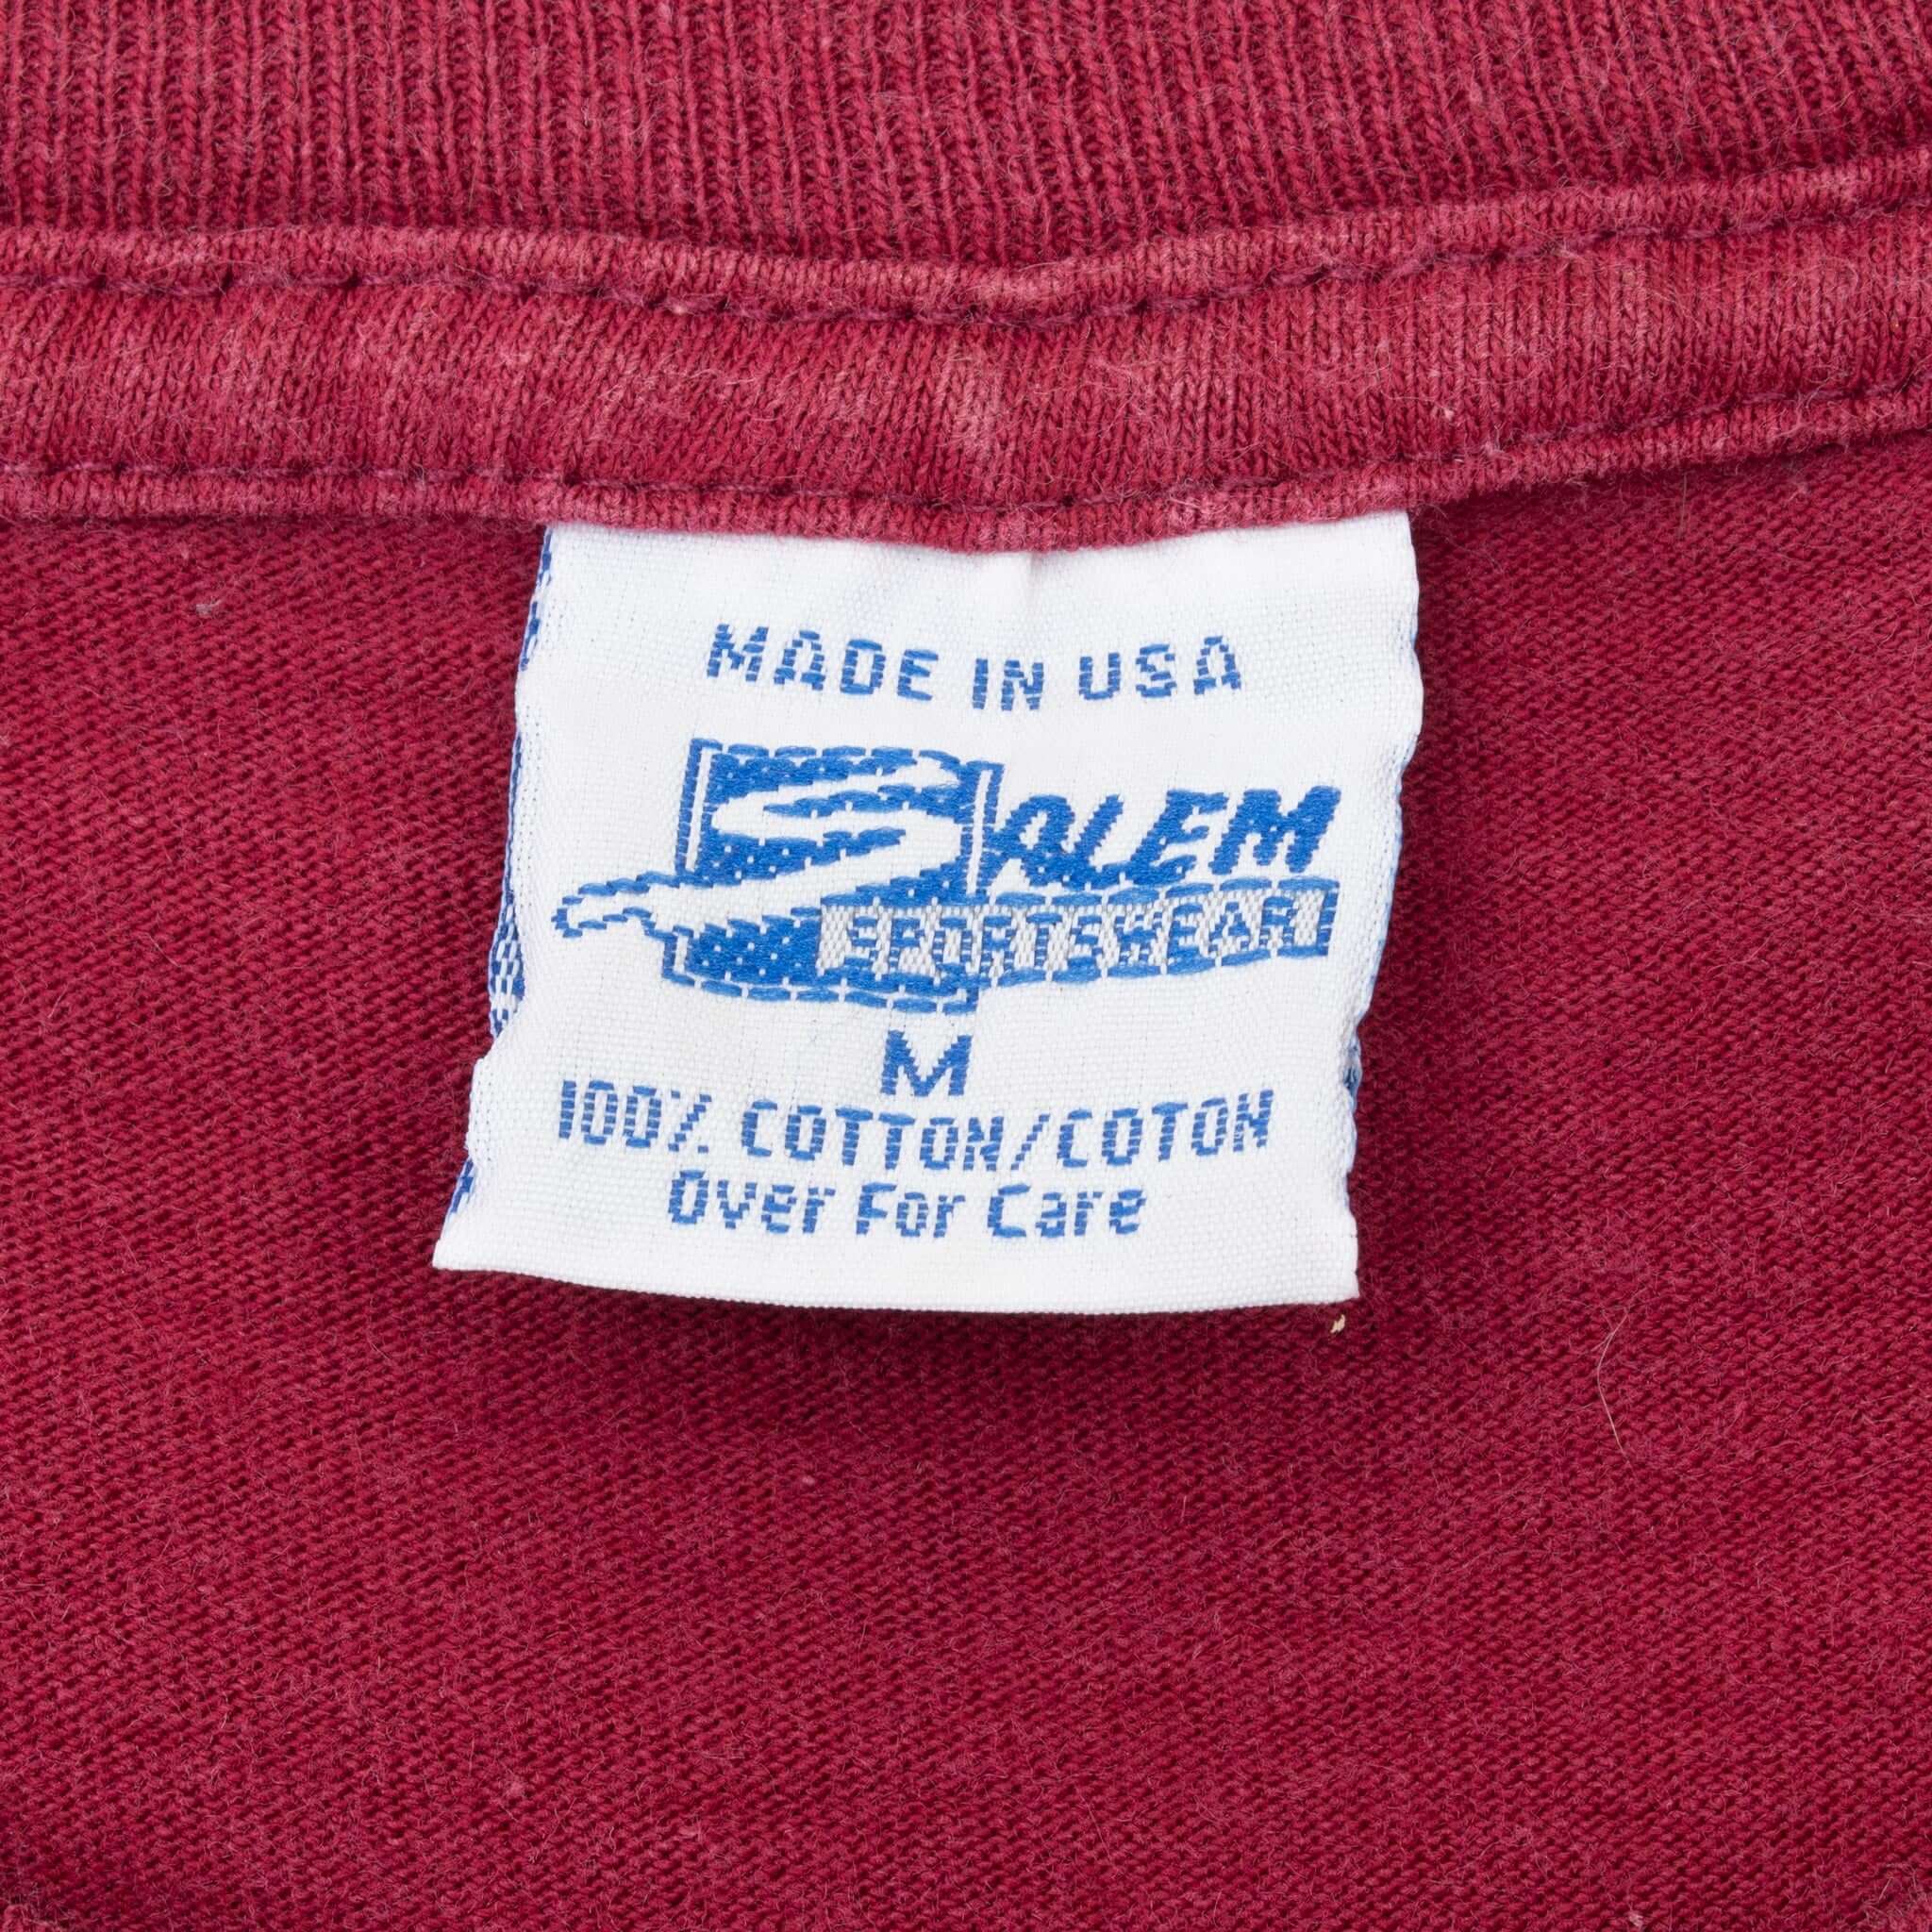 MADE IN USA
SALEM
SPORTSWEAR
M
100% COTTON/COTON
Over For Care